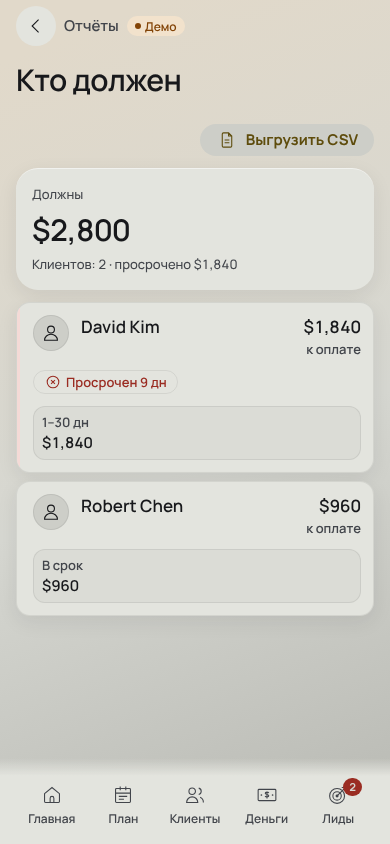 Отчёты
Демо
Кто должен
Выгрузить CSV
Должны
$2,800
Клиентов: 2 · просрочено $1,840
David Kim
$1,840
к оплате
Просрочен 9 дн
1–30 дн
$1,840
Robert Chen
$960
к оплате
В срок
$960
2
Главная
План
Клиенты
Деньги
Лиды